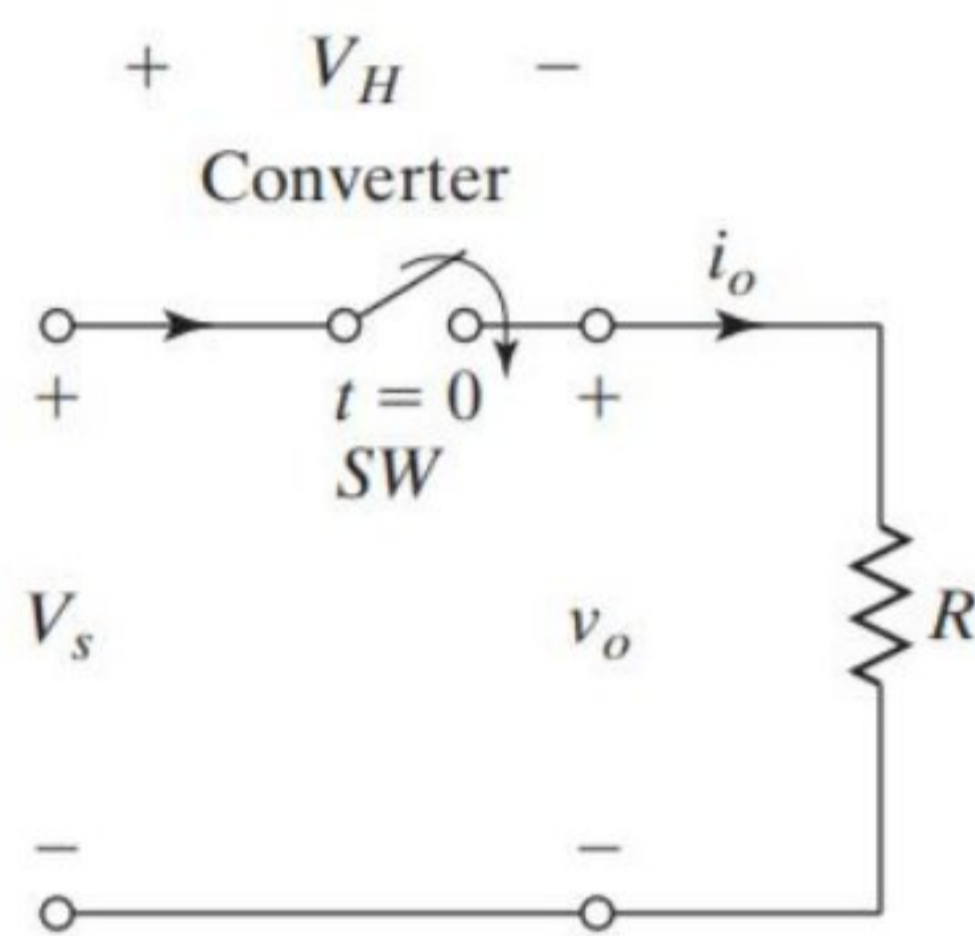 + V_H −
Converter
i_o
+ t = 0 +
SW
V_s v_o R
− −